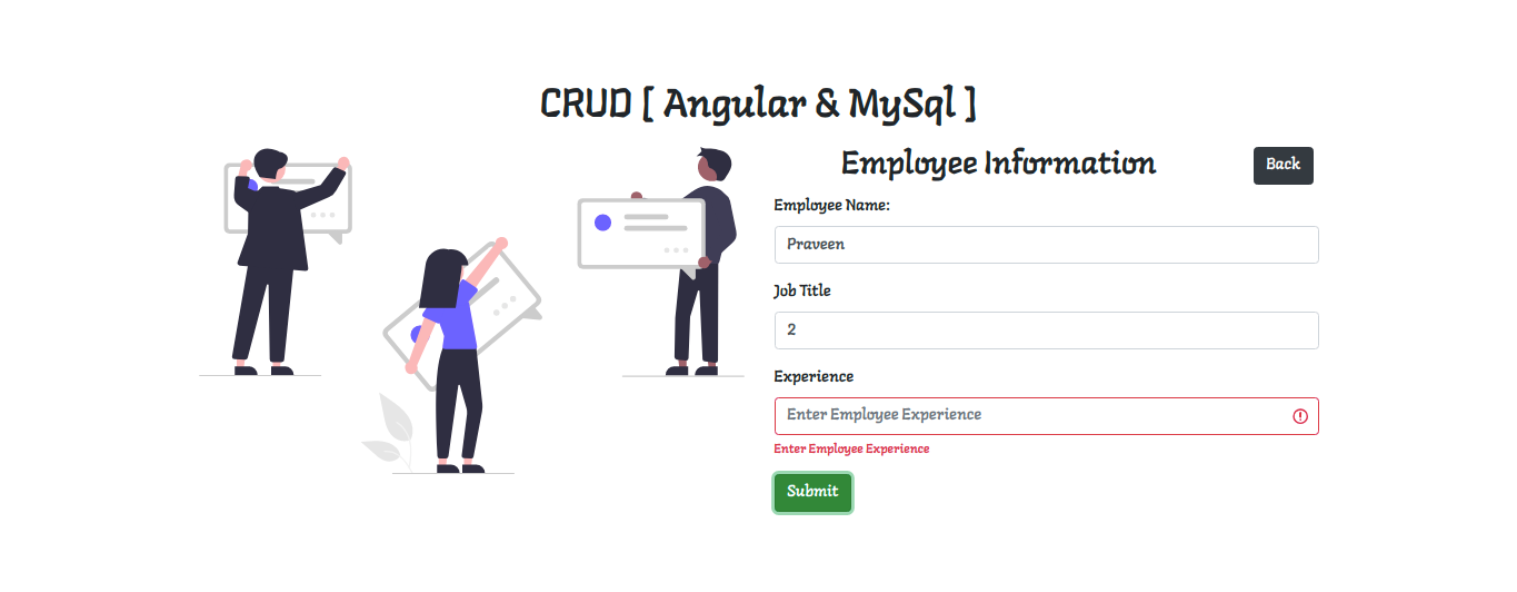 CRUD [ Angular & MySql ]
Employee Information
Back
Employee Name:
Praveen
Job Title
2
Experience
Enter Employee Experience
Enter Employee Experience
Submit